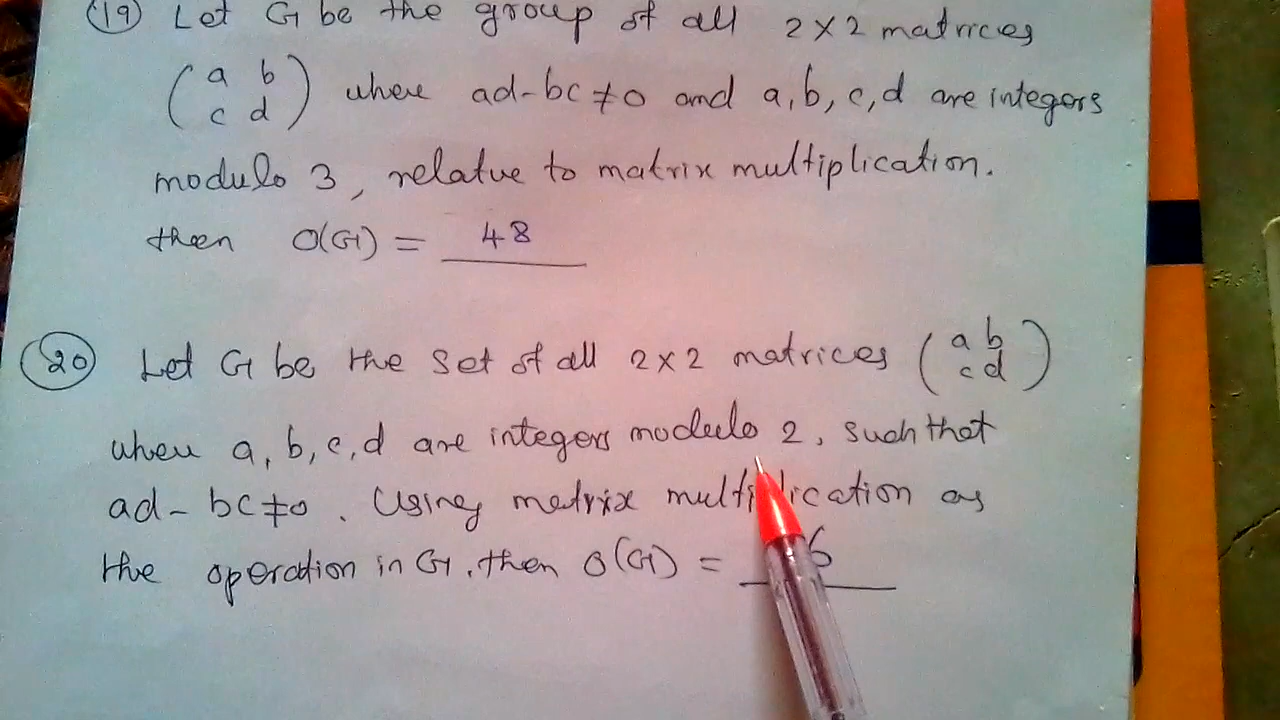 (19) Let G be the group of all 2×2 matrices
(a b
c d) where ad-bc≠0 and a, b, c, d are integers
modulo 3, relatue to matrix multiplication.
then O(G) = 48
(20) Let G be the set of all 2×2 matrices (a b
c d)
where a, b, c, d are integers modulo 2, such that
ad - bc≠0. Using matrix multiplication as
the operation in G, then O(G) = 6